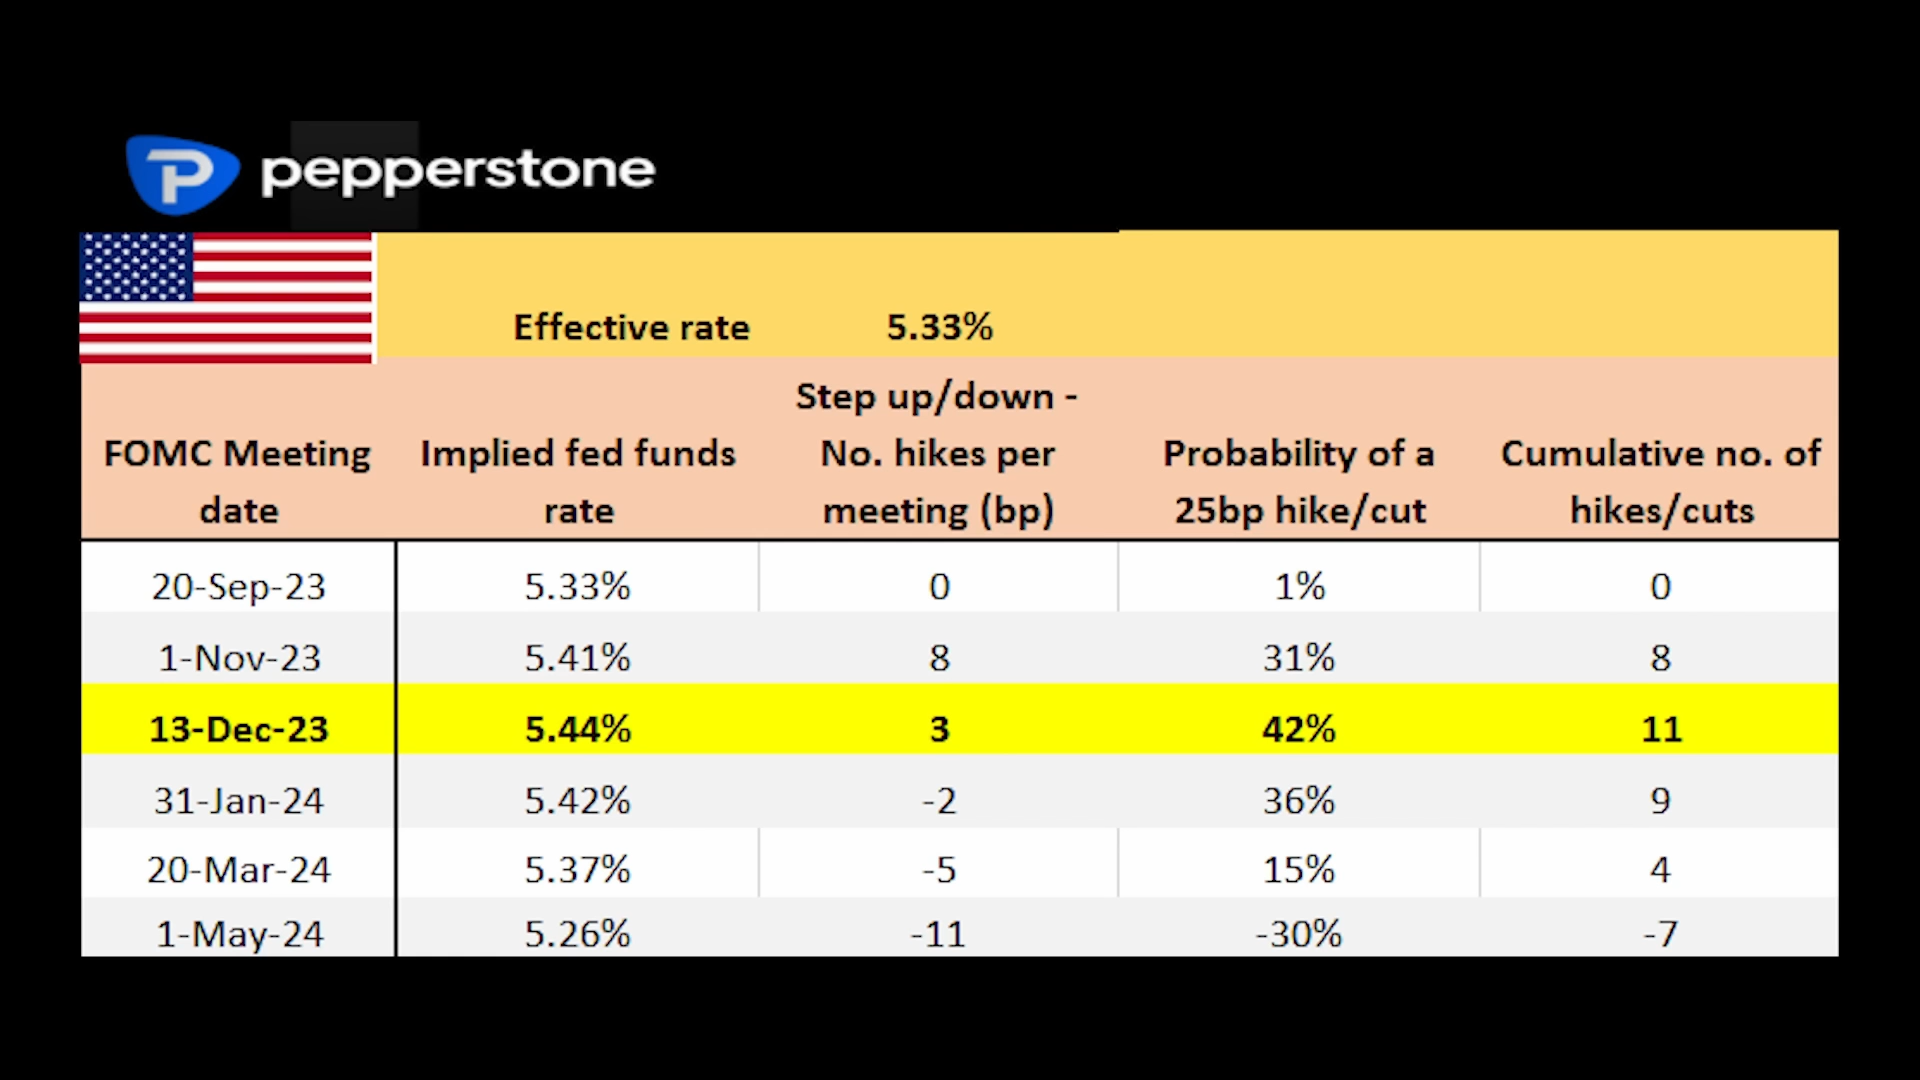 pepperstone
Effective rate 5.33%
FOMC Meeting date Implied fed funds rate Step up/down - No. hikes per meeting (bp) Probability of a 25bp hike/cut Cumulative no. of hikes/cuts
20-Sep-23 5.33% 0 1% 0
1-Nov-23 5.41% 8 31% 8
13-Dec-23 5.44% 3 42% 11
31-Jan-24 5.42% -2 36% 9
20-Mar-24 5.37% -5 15% 4
1-May-24 5.26% -11 -30% -7